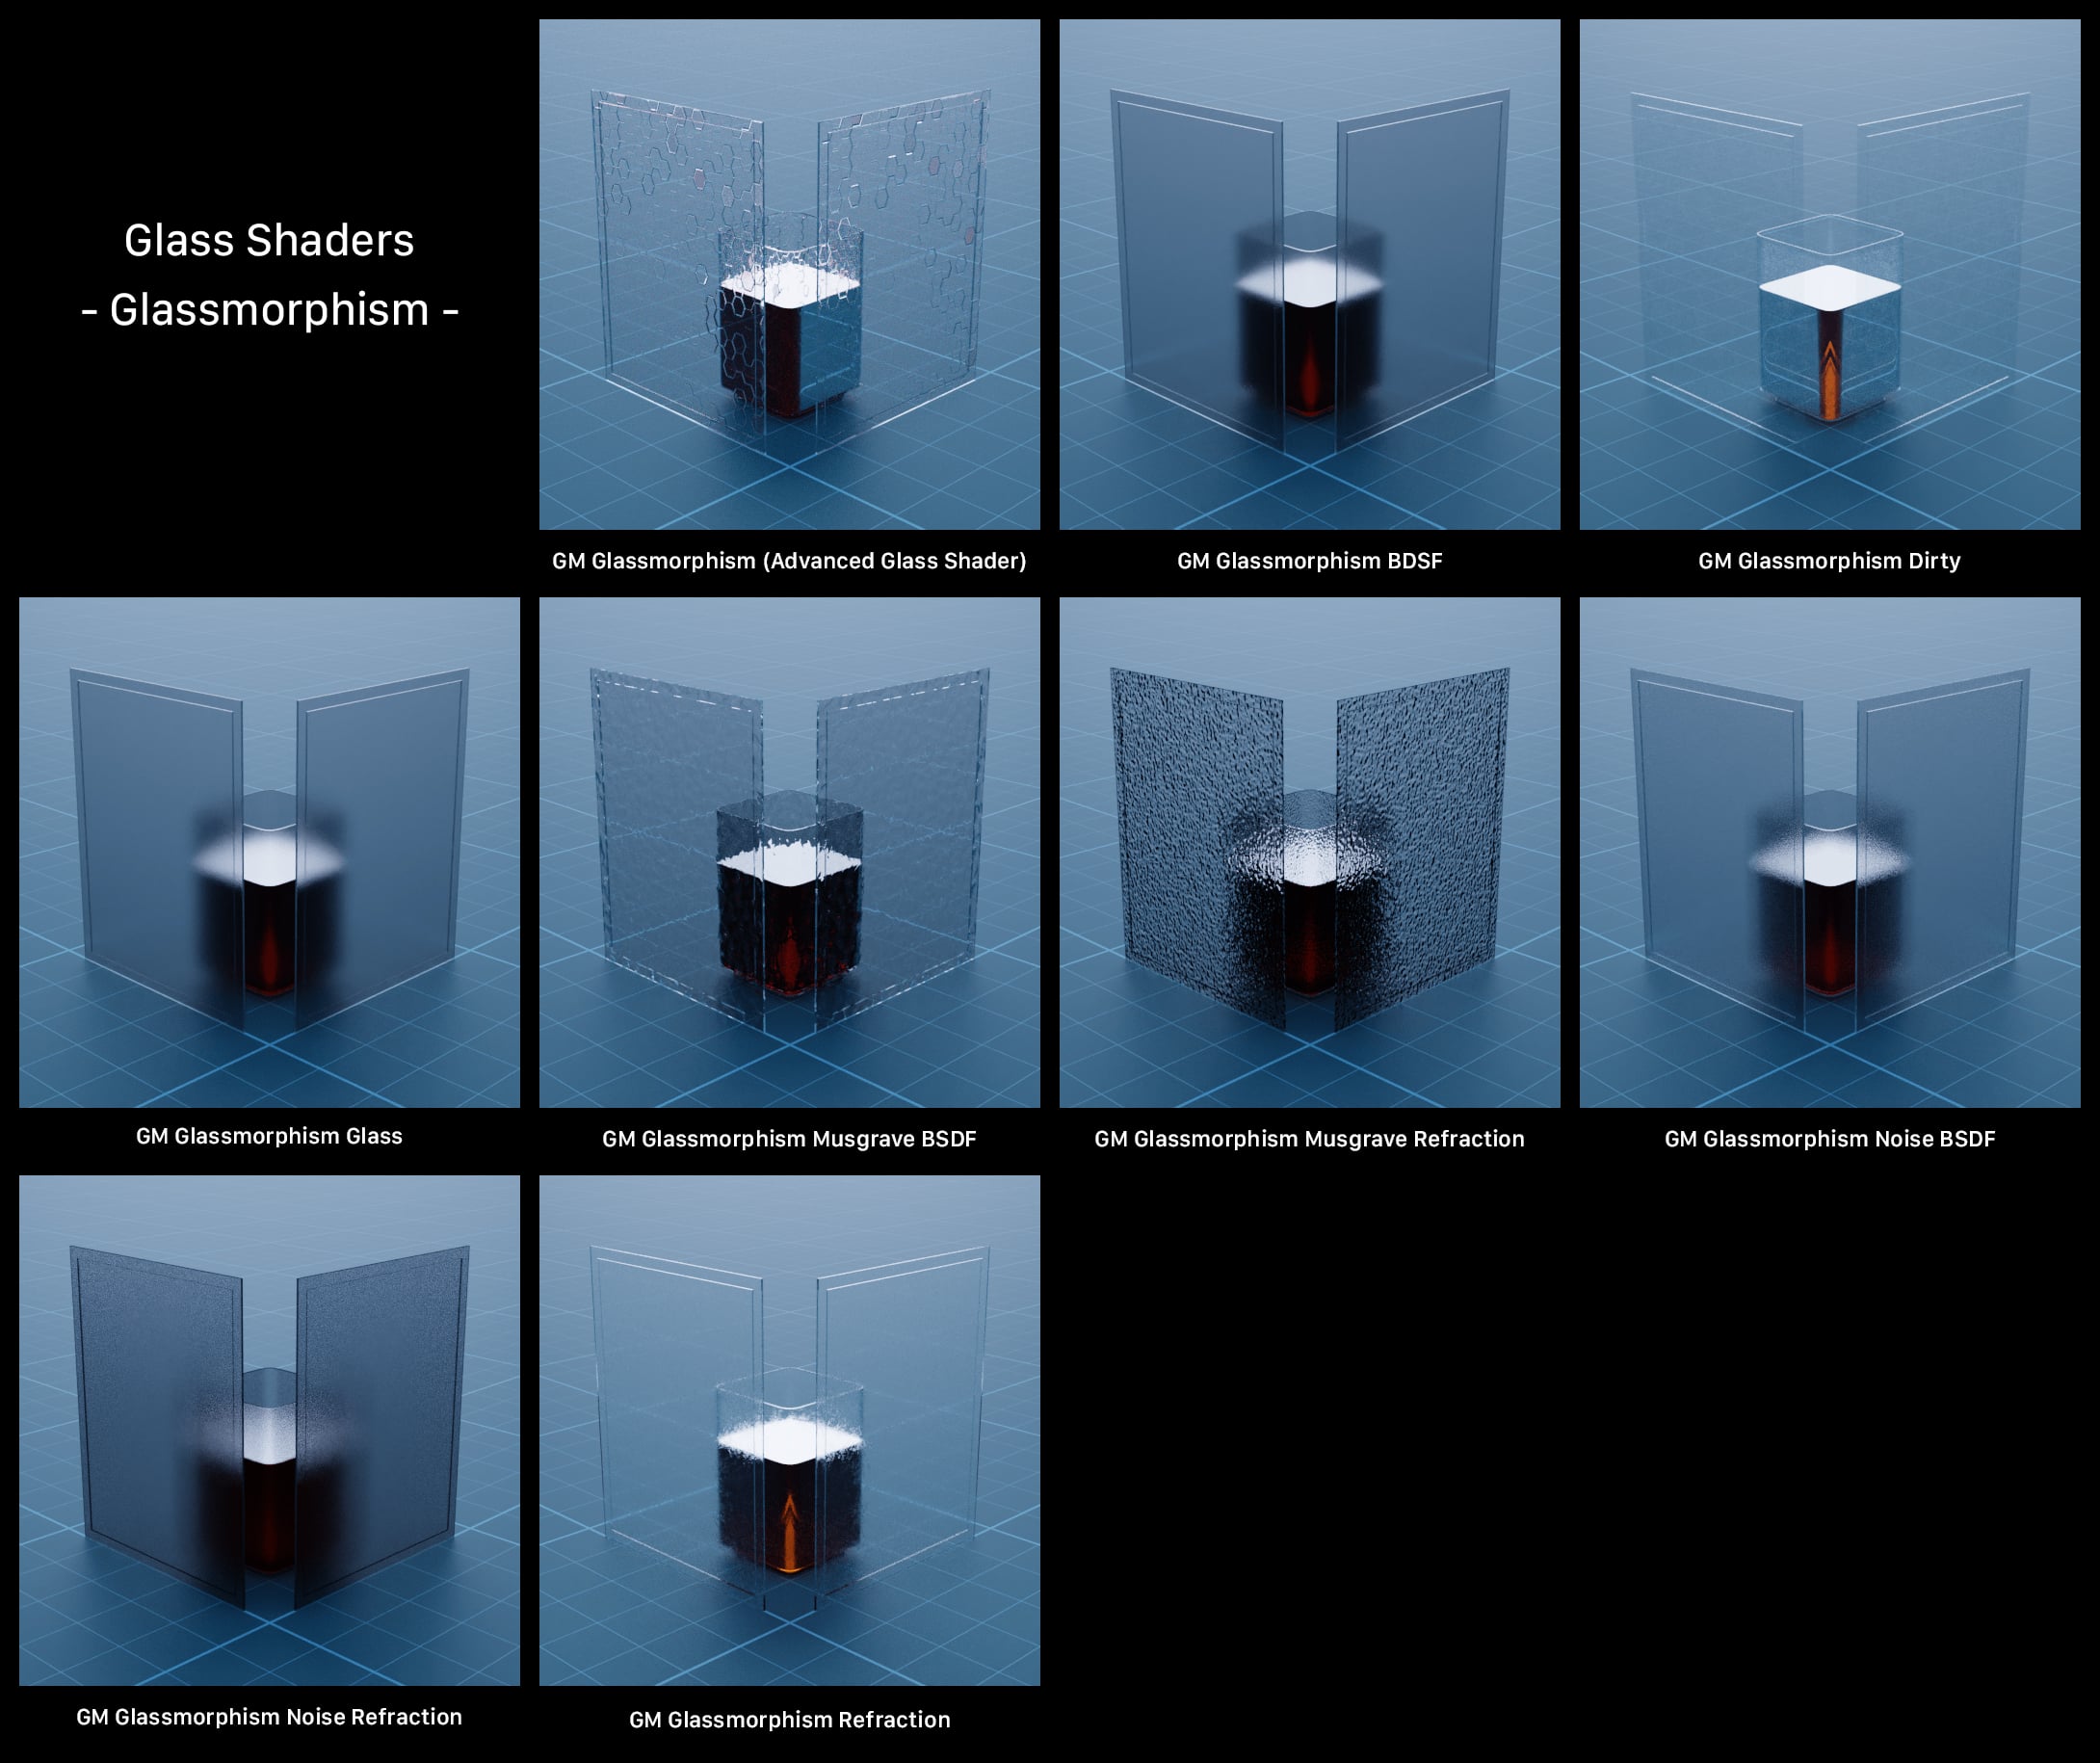 Glass Shaders
- Glassmorphism -
GM Glassmorphism (Advanced Glass Shader)
GM Glassmorphism BDSF
GM Glassmorphism Dirty
GM Glassmorphism Glass
GM Glassmorphism Musgrave BSDF
GM Glassmorphism Musgrave Refraction
GM Glassmorphism Noise BSDF
GM Glassmorphism Noise Refraction
GM Glassmorphism Refraction